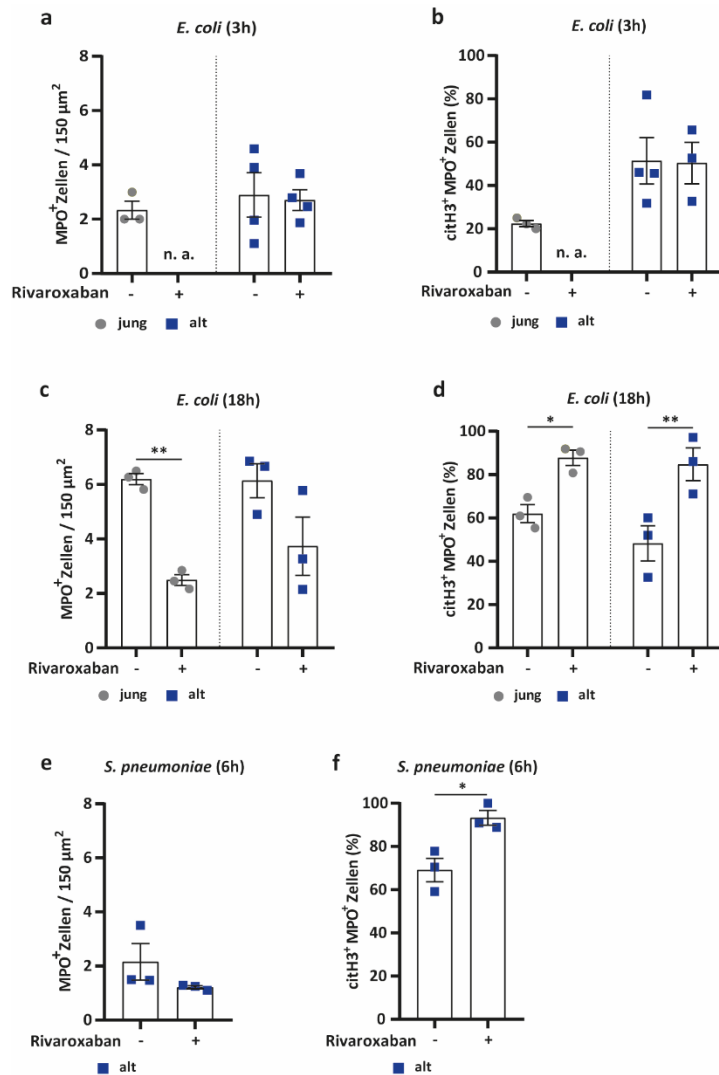 a
E. coli (3h)
MPO⁺ Zellen / 150 µm²
8
6
4
2
0
n. a.
Rivaroxaban - + - +
jung alt
b
E. coli (3h)
citH3⁺ MPO⁺ Zellen (%)
100
80
60
40
20
0
n. a.
Rivaroxaban - + - +
jung alt
c
E. coli (18h)
MPO⁺ Zellen / 150 µm²
8
6
4
2
0
**
Rivaroxaban - + - +
jung alt
d
E. coli (18h)
citH3⁺ MPO⁺ Zellen (%)
100
80
60
40
20
0
*
**
Rivaroxaban - + - +
jung alt
e
S. pneumoniae (6h)
MPO⁺ Zellen / 150 µm²
8
6
4
2
0
Rivaroxaban - +
alt
f
S. pneumoniae (6h)
citH3⁺ MPO⁺ Zellen (%)
100
80
60
40
20
0
*
Rivaroxaban - +
alt